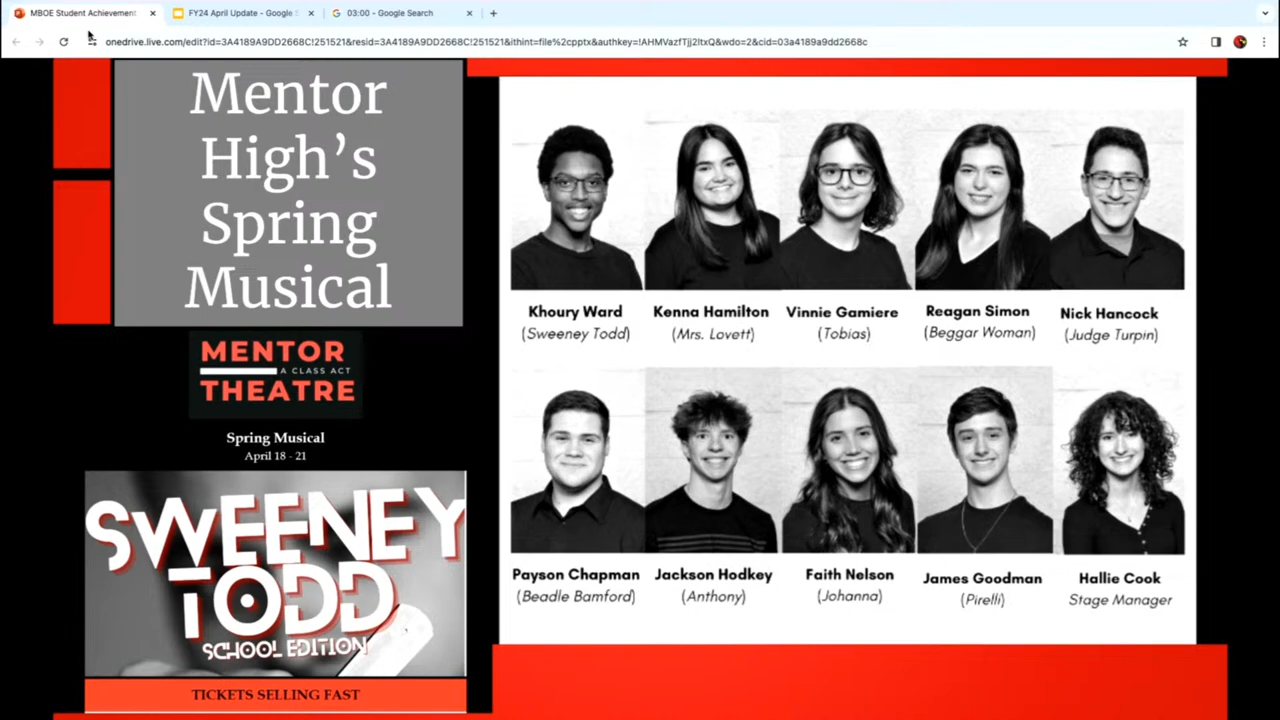 MBOE Student Achievement
FY24 April Update - Google S
03:00 - Google Search
onedrive.live.com/edit?id=3A4189A9DD2668C!251521&resid=3A4189A9DD2668C!251521&ithint=file%2cpptx&authkey=!AHMVazfTjj2ltxQ&wdo=2&cid=03a4189a9dd2668c
Mentor
High's
Spring
Musical
MENTOR
A CLASS ACT
THEATRE
Spring Musical
April 18 - 21
SWEENEY
TODD
SCHOOL EDITION
TICKETS SELLING FAST
Khoury Ward
(Sweeney Todd)
Kenna Hamilton
(Mrs. Lovett)
Vinnie Gamiere
(Tobias)
Reagan Simon
(Beggar Woman)
Nick Hancock
(Judge Turpin)
Payson Chapman
(Beadle Bamford)
Jackson Hodkey
(Anthony)
Faith Nelson
(Johanna)
James Goodman
(Pirelli)
Hallie Cook
Stage Manager